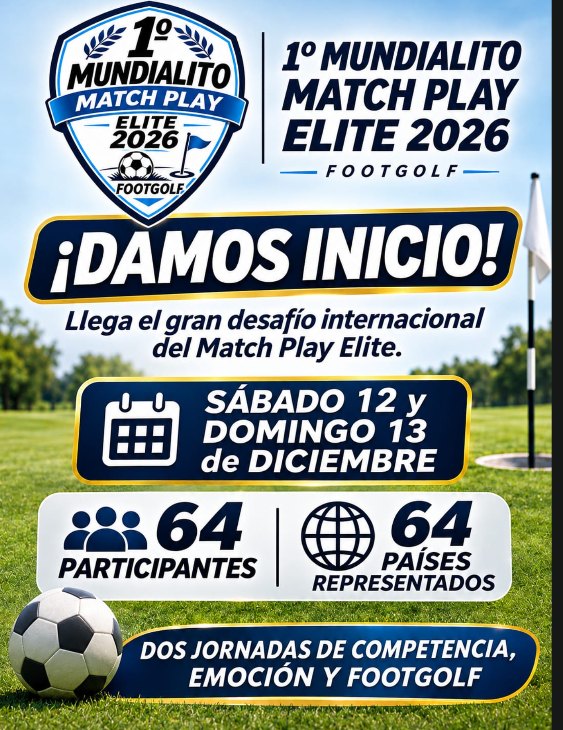 1º
MUNDIALITO
MATCH PLAY
ELITE
2026
FOOTGOLF
1º MUNDIALITO
MATCH PLAY
ELITE 2026
FOOTGOLF
¡DAMOS INICIO!
Llega el gran desafío internacional
del Match Play Elite.
SÁBADO 12 y
DOMINGO 13
de DICIEMBRE
64
PARTICIPANTES
64
PAÍSES
REPRESENTADOS
DOS JORNADAS DE COMPETENCIA,
EMOCIÓN Y FOOTGOLF